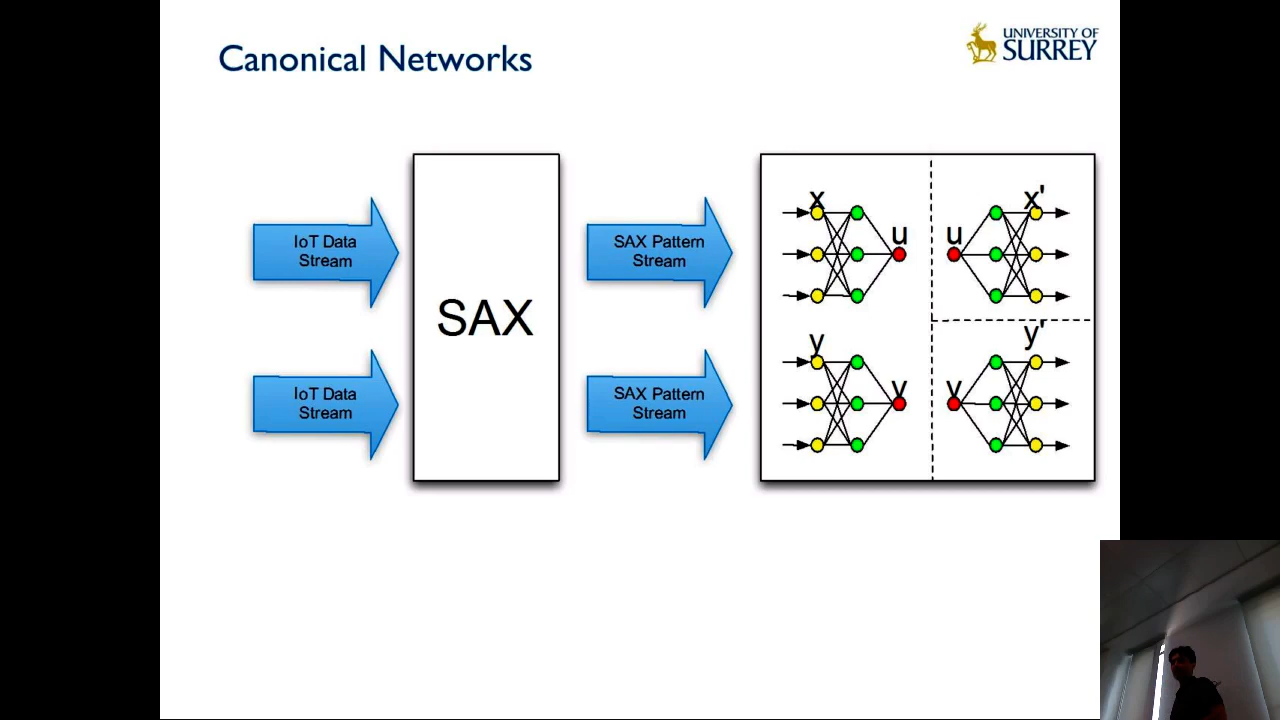 Canonical Networks
UNIVERSITY OF
SURREY
IoT Data
Stream
SAX
SAX Pattern
Stream
IoT Data
Stream
SAX Pattern
Stream
x
u
u
x'
y
v
v
y'